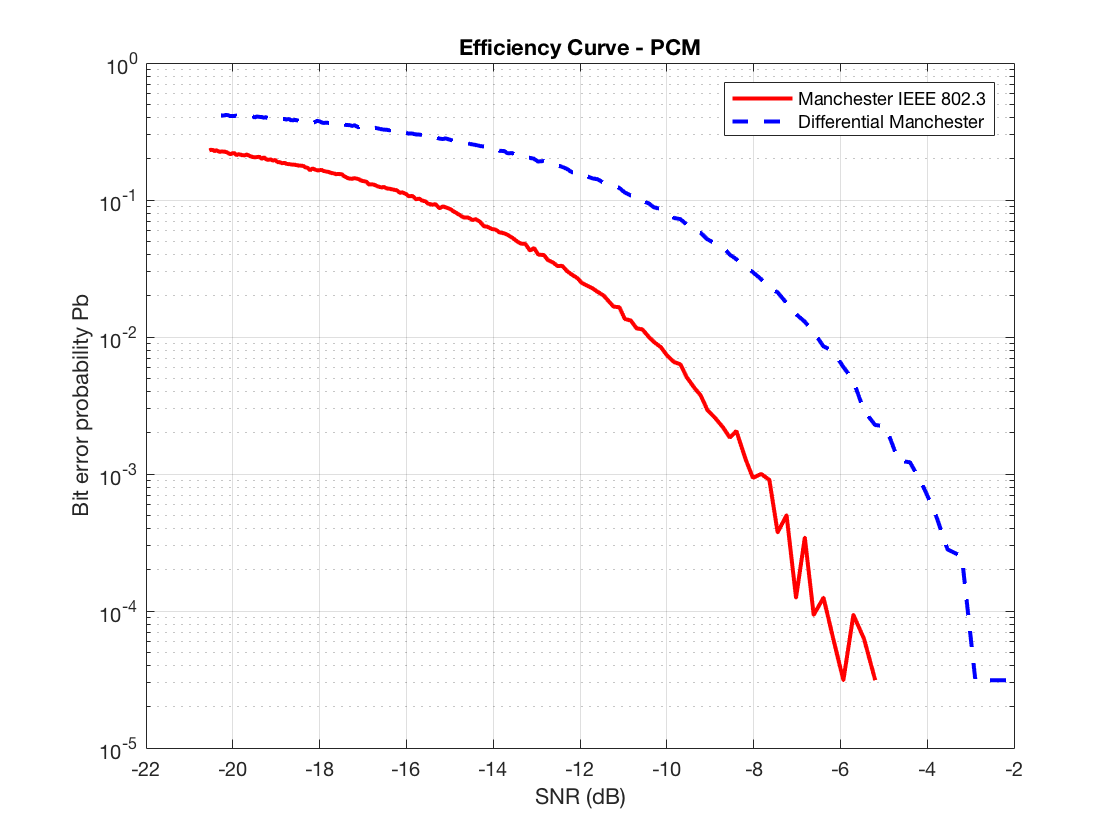 Efficiency Curve - PCM
Manchester IEEE 802.3
Differential Manchester
Bit error probability Pb
10^0
10^-1
10^-2
10^-3
10^-4
10^-5
-22 -20 -18 -16 -14 -12 -10 -8 -6 -4 -2
SNR (dB)